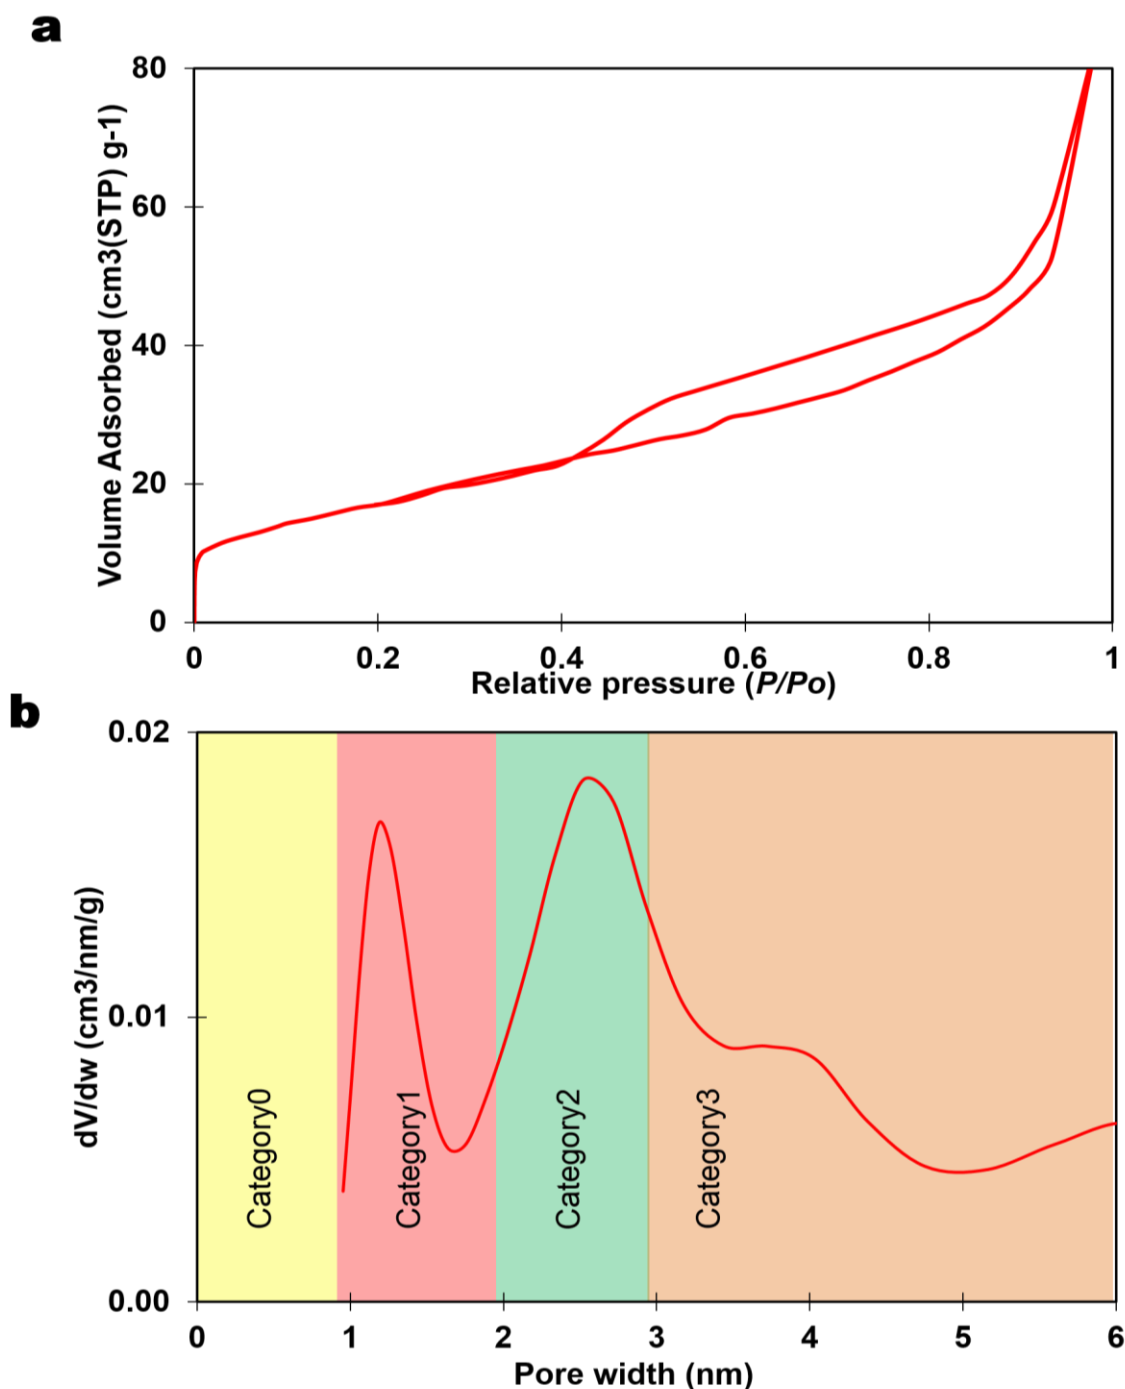 a
80
60
40
20
0
Volume Adsorbed (cm3(STP) g-1)
0 0.2 0.4 0.6 0.8 1
Relative pressure (P/Po)
b
0.02
0.01
0.00
dV/dw (cm3/nm/g)
Category0
Category1
Category2
Category3
0 1 2 3 4 5 6
Pore width (nm)